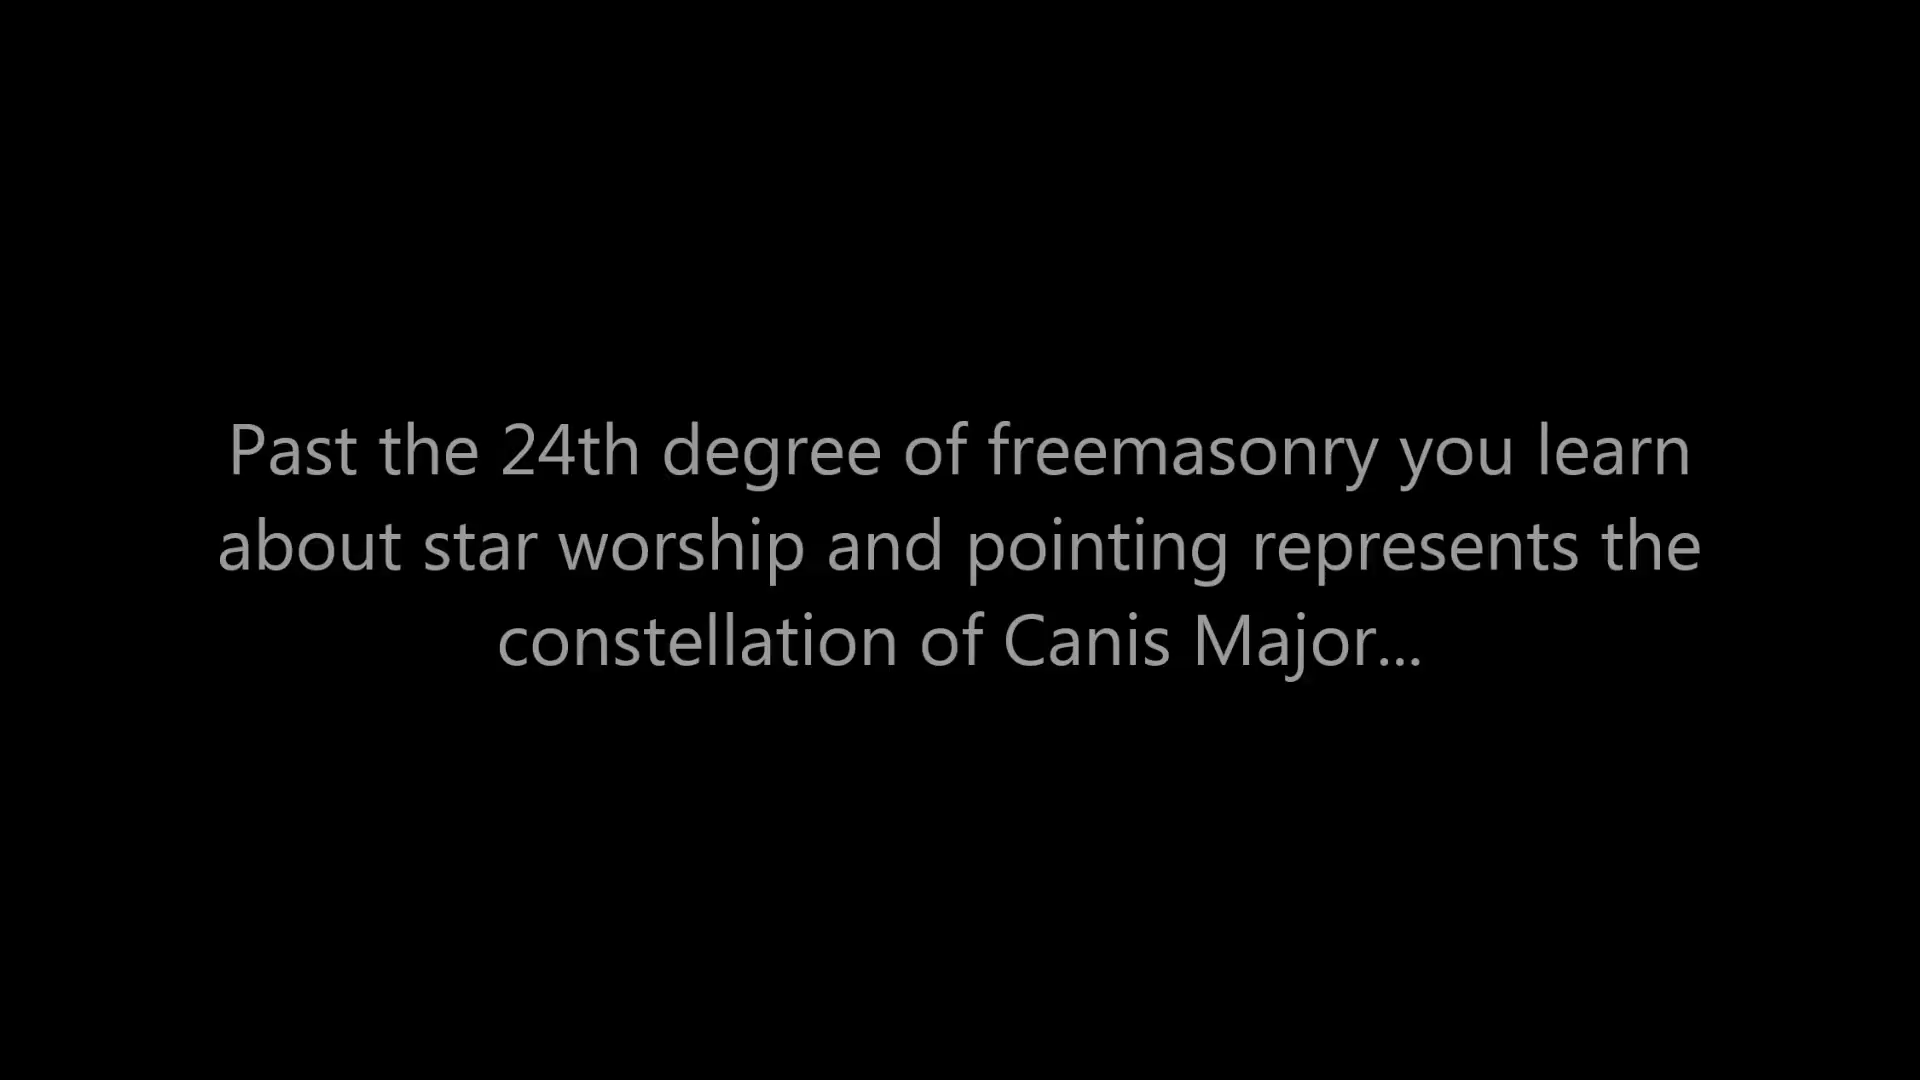 Past the 24th degree of freemasonry you learn
about star worship and pointing represents the
constellation of Canis Major...